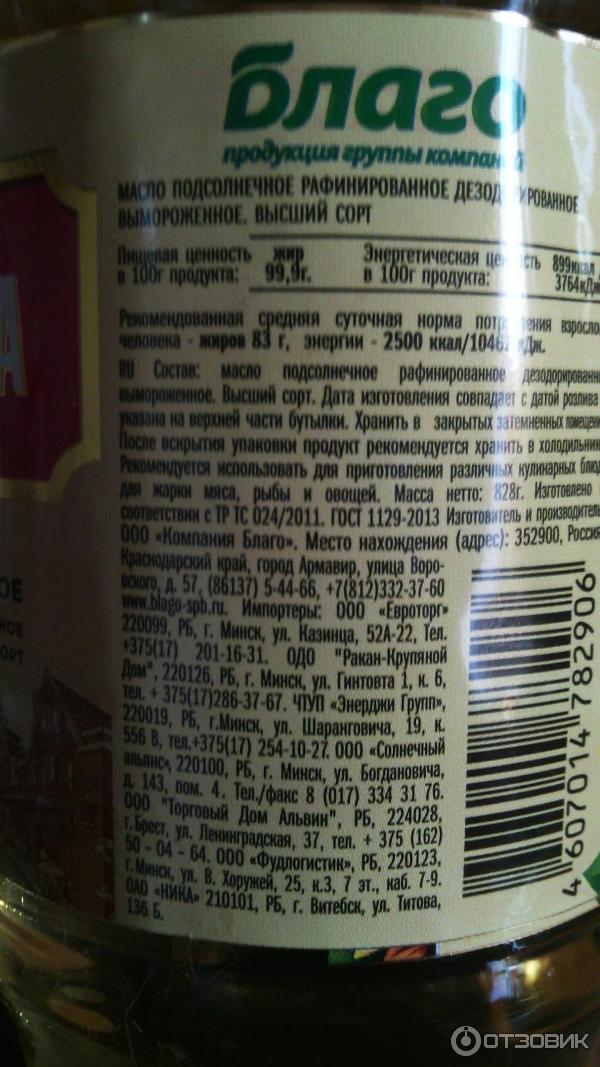 Благо
продукция группы компаний
МАСЛО ПОДСОЛНЕЧНОЕ РАФИНИРОВАННОЕ ДЕЗОДОРИРОВАННОЕ
ВЫМОРОЖЕННОЕ. ВЫСШИЙ СОРТ
Пищевая ценность жир Энергетическая ценность 899ккал
в 100г продукта: 99,9г. в 100г продукта: 3764кДж
Рекомендованная средняя суточная норма потребления взросло
человека - жиров 83 г, энергии - 2500 ккал/10467 кДж.
RU Состав: масло подсолнечное рафинированное дезодорированн
вымороженное. Высший сорт. Дата изготовления совпадает с датой розлива
указана на верхней части бутылки. Хранить в закрытых затемненных помещени
После вскрытия упаковки продукт рекомендуется хранить в холодильник
Рекомендуется использовать для приготовления различных кулинарных блюд
для жарки мяса, рыбы и овощей. Масса нетто: 828г. Изготовлено
соответствии с ТР ТС 024/2011. ГОСТ 1129-2013 Изготовитель и производитель
ООО «Компания Благо». Место нахождения (адрес): 352900, Россия
Краснодарский край, город Армавир, улица Воро-
вского, д. 57, (86137) 5-44-66, +7(812)332-37-60
www.blago-spb.ru. Импортеры: ООО «Евроторг»
220099, РБ, г. Минск, ул. Казинца, 52А-22, Тел.
+375(17) 201-16-31. ОДО "Ракан-Крупяной
Дом", 220126, РБ, г. Минск, ул. Гинтовта 1, к. 6,
тел. + 375(17)286-37-67. ЧТУП «Энерджи Групп»,
220019, РБ, г.Минск, ул. Шаранговича, 19, к.
556 В, тел.+375(17) 254-10-27. ООО «Солнечный
альянс», 220100, РБ, г. Минск, ул. Богдановича,
д. 143, пом. 4. Тел./факс 8 (017) 334 31 76.
ООО "Торговый Дом Альвин", РБ, 224028,
г.Брест, ул. Ленинградская, 37, тел. + 375 (162)
50 - 04 - 64. ООО «Фудлогистик», РБ, 220123,
г.Минск, ул. В. Хоружей, 25, к.3, 7 эт., каб. 7-9.
ОАО «НИКА» 210101, РБ, г. Витебск, ул. Титова,
136 Б.
4 607014 782906
А
ОЕ
НОЕ
ОРТ
ОТЗОВИК